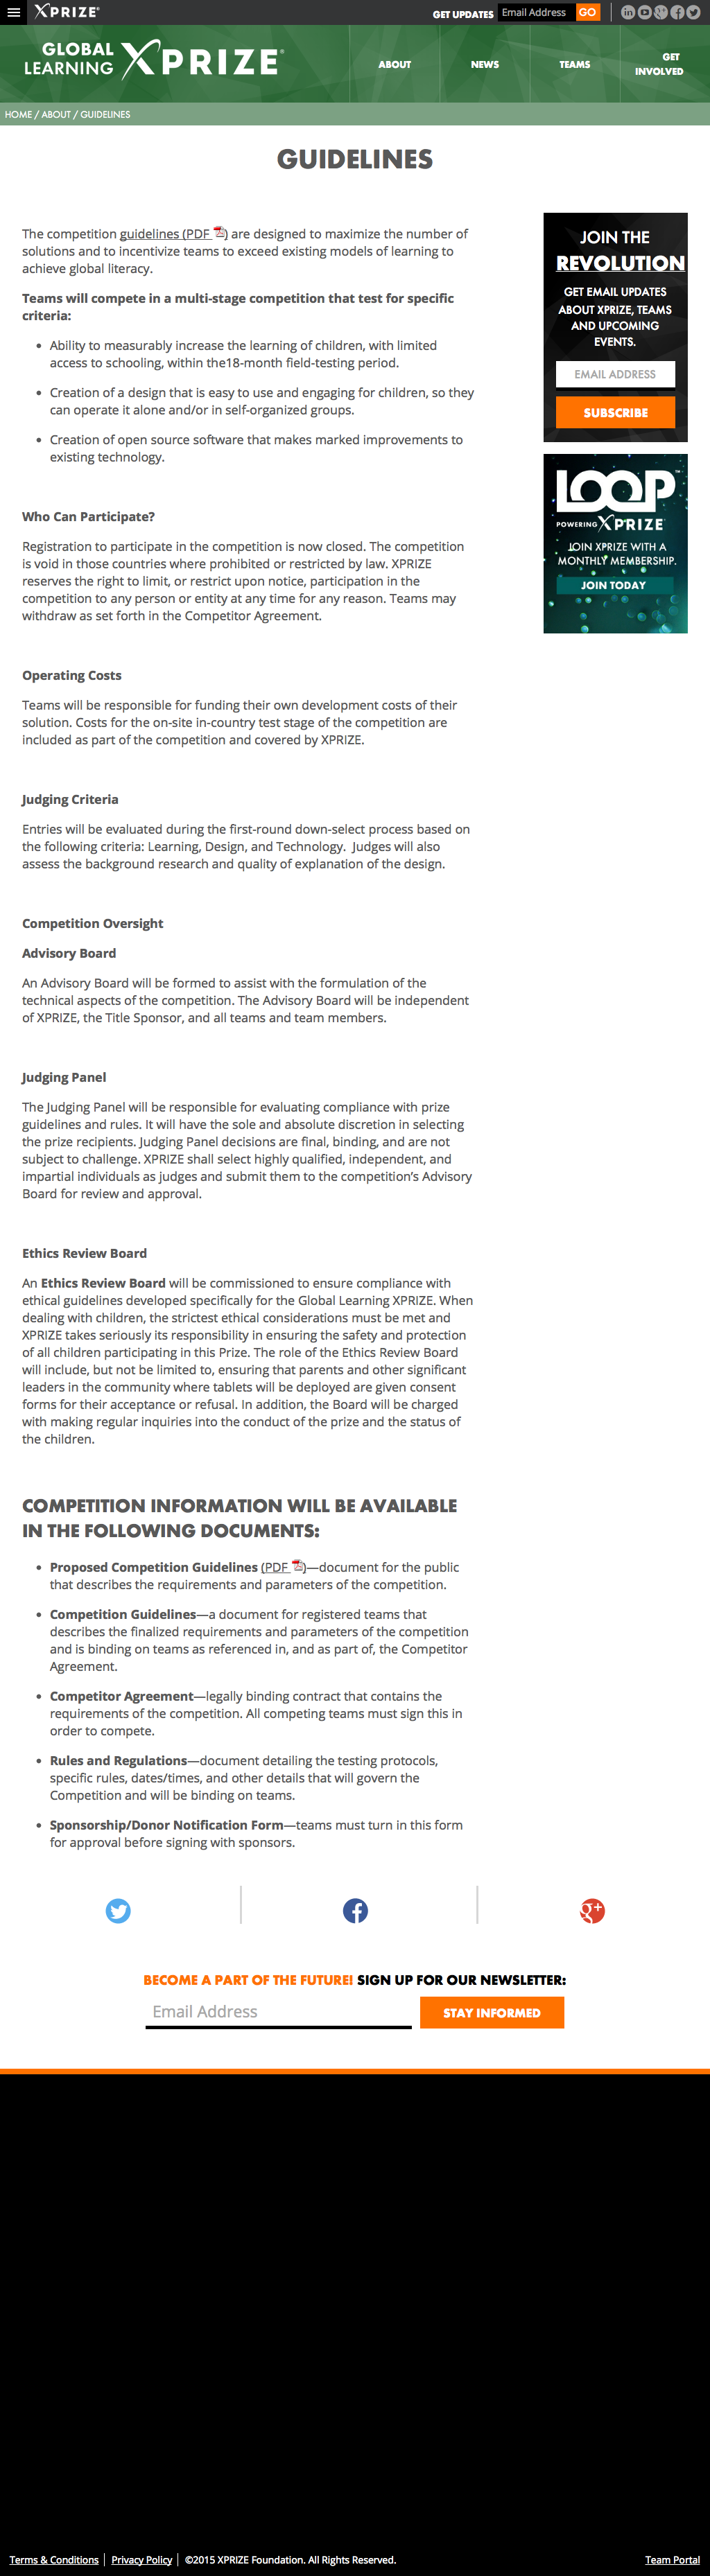 XPRIZE®
GET UPDATES Email Address GO
GLOBAL LEARNING XPRIZE®
ABOUT
NEWS
TEAMS
GET INVOLVED
HOME / ABOUT / GUIDELINES
GUIDELINES
The competition guidelines (PDF ) are designed to maximize the number of
solutions and to incentivize teams to exceed existing models of learning to
achieve global literacy.
Teams will compete in a multi-stage competition that test for specific
criteria:
• Ability to measurably increase the learning of children, with limited
access to schooling, within the18-month field-testing period.
• Creation of a design that is easy to use and engaging for children, so they
can operate it alone and/or in self-organized groups.
• Creation of open source software that makes marked improvements to
existing technology.
Who Can Participate?
Registration to participate in the competition is now closed. The competition
is void in those countries where prohibited or restricted by law. XPRIZE
reserves the right to limit, or restrict upon notice, participation in the
competition to any person or entity at any time for any reason. Teams may
withdraw as set forth in the Competitor Agreement.
Operating Costs
Teams will be responsible for funding their own development costs of their
solution. Costs for the on-site in-country test stage of the competition are
included as part of the competition and covered by XPRIZE.
Judging Criteria
Entries will be evaluated during the first-round down-select process based on
the following criteria: Learning, Design, and Technology.  Judges will also
assess the background research and quality of explanation of the design.
Competition Oversight
Advisory Board
An Advisory Board will be formed to assist with the formulation of the
technical aspects of the competition. The Advisory Board will be independent
of XPRIZE, the Title Sponsor, and all teams and team members.
Judging Panel
The Judging Panel will be responsible for evaluating compliance with prize
guidelines and rules. It will have the sole and absolute discretion in selecting
the prize recipients. Judging Panel decisions are final, binding, and are not
subject to challenge. XPRIZE shall select highly qualified, independent, and
impartial individuals as judges and submit them to the competition’s Advisory
Board for review and approval.
Ethics Review Board
An Ethics Review Board will be commissioned to ensure compliance with
ethical guidelines developed specifically for the Global Learning XPRIZE. When
dealing with children, the strictest ethical considerations must be met and
XPRIZE takes seriously its responsibility in ensuring the safety and protection
of all children participating in this Prize. The role of the Ethics Review Board
will include, but not be limited to, ensuring that parents and other significant
leaders in the community where tablets will be deployed are given consent
forms for their acceptance or refusal. In addition, the Board will be charged
with making regular inquiries into the conduct of the prize and the status of
the children.
COMPETITION INFORMATION WILL BE AVAILABLE
IN THE FOLLOWING DOCUMENTS:
• Proposed Competition Guidelines (PDF )—document for the public
that describes the requirements and parameters of the competition.
• Competition Guidelines—a document for registered teams that
describes the finalized requirements and parameters of the competition
and is binding on teams as referenced in, and as part of, the Competitor
Agreement.
• Competitor Agreement—legally binding contract that contains the
requirements of the competition. All competing teams must sign this in
order to compete.
• Rules and Regulations—document detailing the testing protocols,
specific rules, dates/times, and other details that will govern the
Competition and will be binding on teams.
• Sponsorship/Donor Notification Form—teams must turn in this form
for approval before signing with sponsors.
JOIN THE
REVOLUTION
GET EMAIL UPDATES
ABOUT XPRIZE, TEAMS
AND UPCOMING
EVENTS.
EMAIL ADDRESS
SUBSCRIBE
LOOP™
POWERING XPRIZE
JOIN XPRIZE WITH A
MONTHLY MEMBERSHIP.
JOIN TODAY
BECOME A PART OF THE FUTURE! SIGN UP FOR OUR NEWSLETTER:
Email Address
STAY INFORMED
Terms & Conditions | Privacy Policy | ©2015 XPRIZE Foundation. All Rights Reserved.
Team Portal